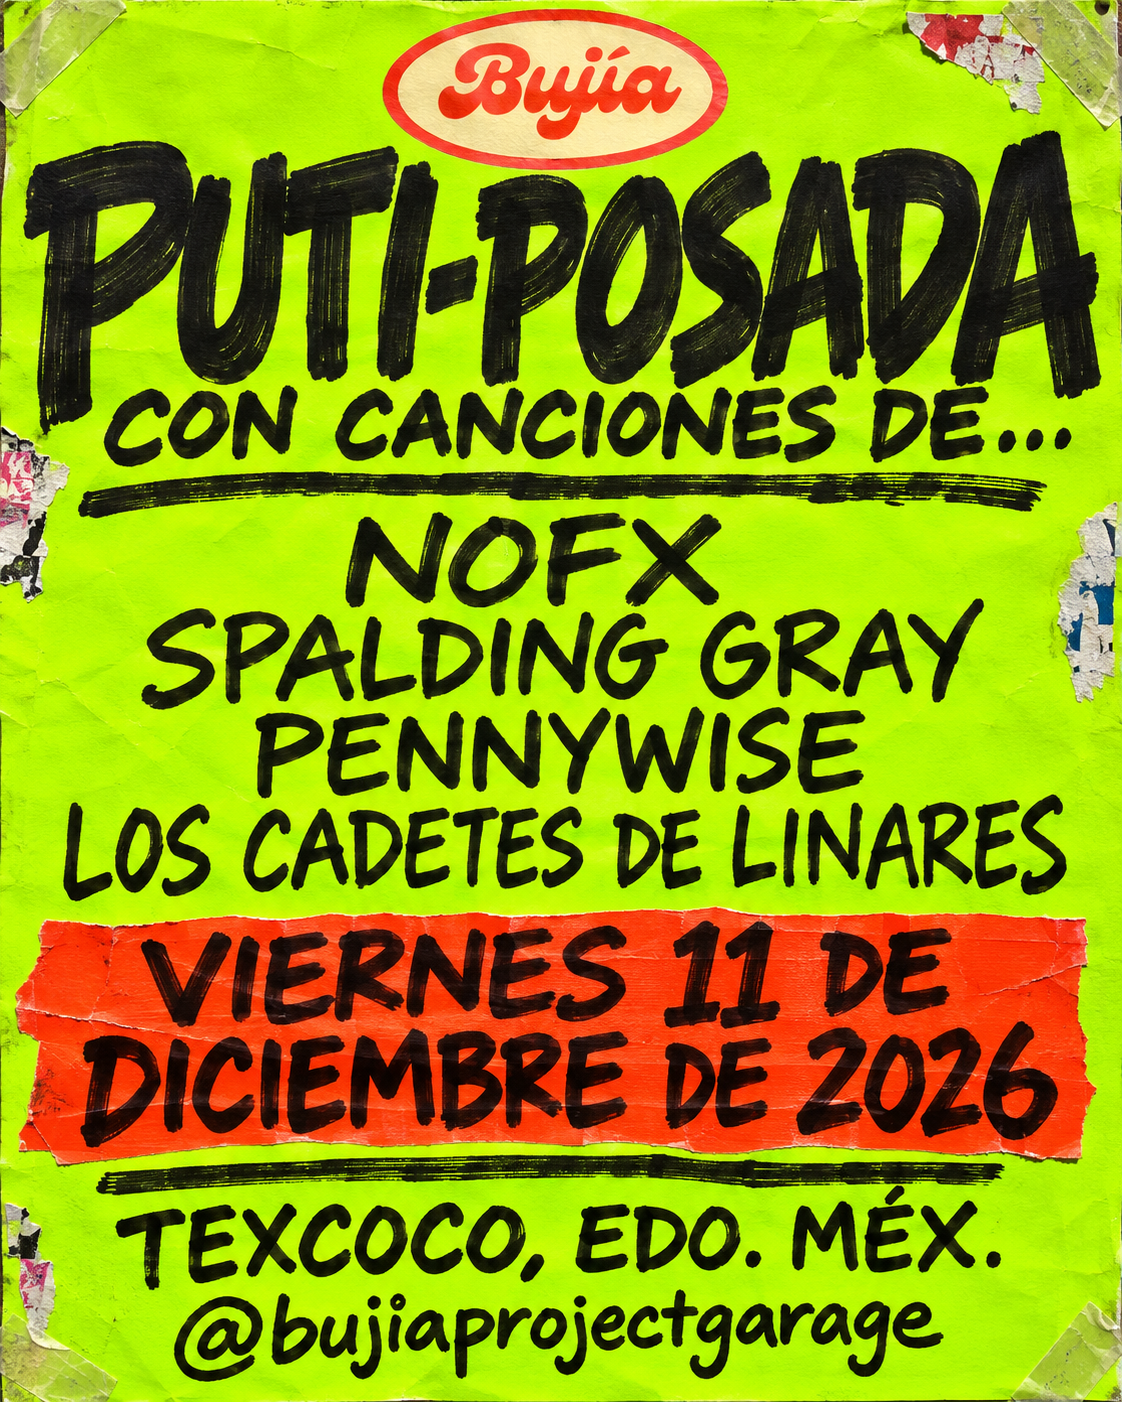 Bujía
PUTI-POSADA
CON CANCIONES DE...
NOFX
SPALDING GRAY
PENNYWISE
LOS CADETES DE LINARES
VIERNES 11 DE
DICIEMBRE DE 2026
TEXCOCO, EDO. MÉX.
@bujiaprojectgarage